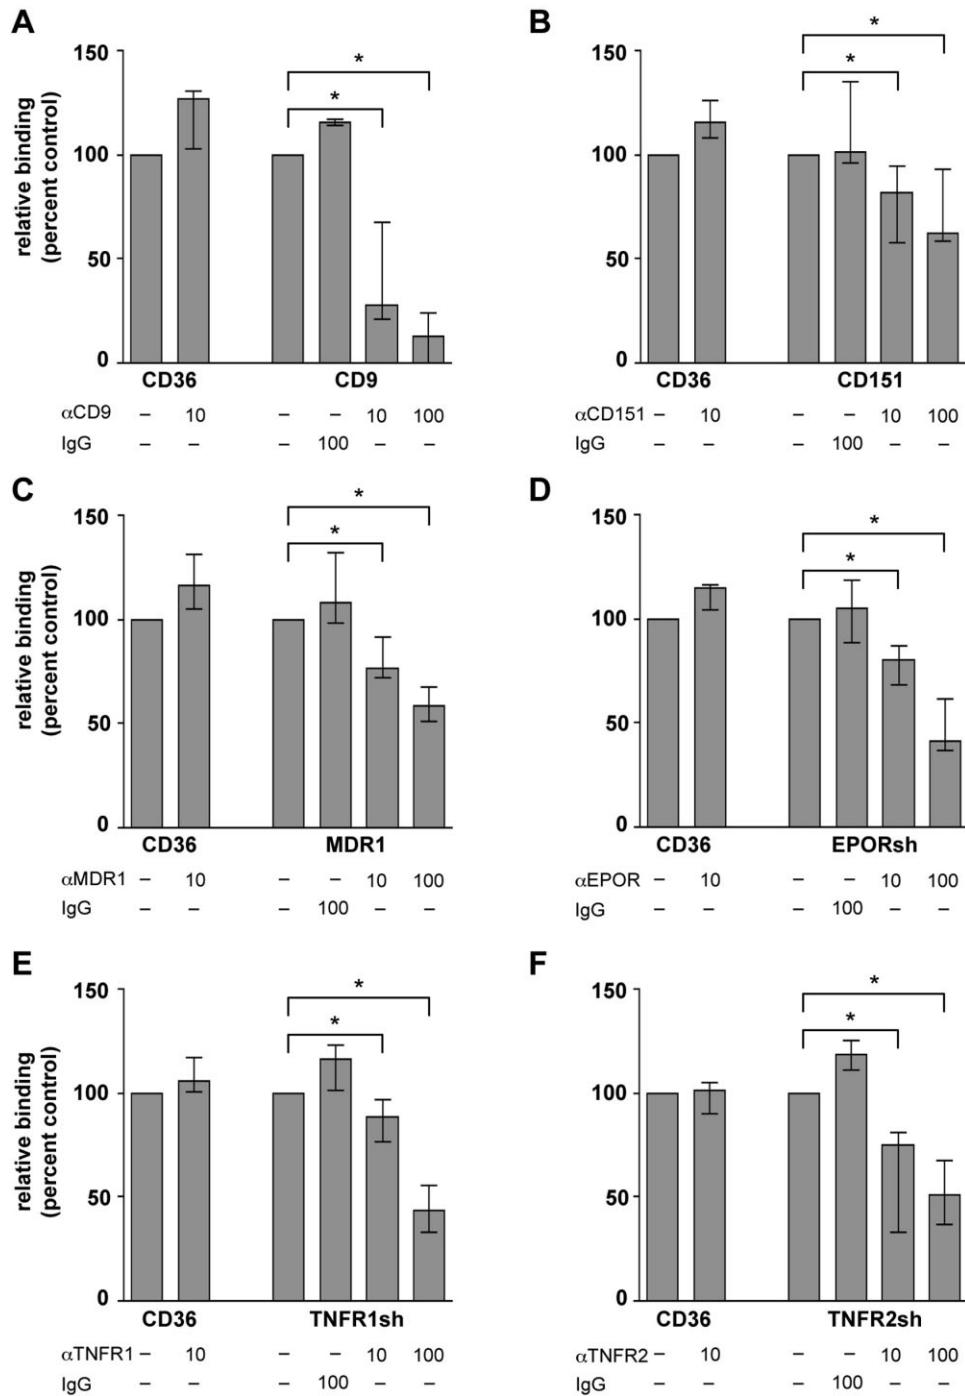 A
150
100
50
0
relative binding
(percent control)
*
*
CD36 CD9
αCD9 – 10 – – 10 100
IgG – – – 100 – –
B
150
100
50
0
*
*
CD36 CD151
αCD151 – 10 – – 10 100
IgG – – – 100 – –
C
150
100
50
0
relative binding
(percent control)
*
*
CD36 MDR1
αMDR1 – 10 – – 10 100
IgG – – – 100 – –
D
150
100
50
0
*
*
CD36 EPORsh
αEPOR – 10 – – 10 100
IgG – – – 100 – –
E
150
100
50
0
relative binding
(percent control)
*
*
CD36 TNFR1sh
αTNFR1 – 10 – – 10 100
IgG – – – 100 – –
F
150
100
50
0
*
*
CD36 TNFR2sh
αTNFR2 – 10 – – 10 100
IgG – – – 100 – –